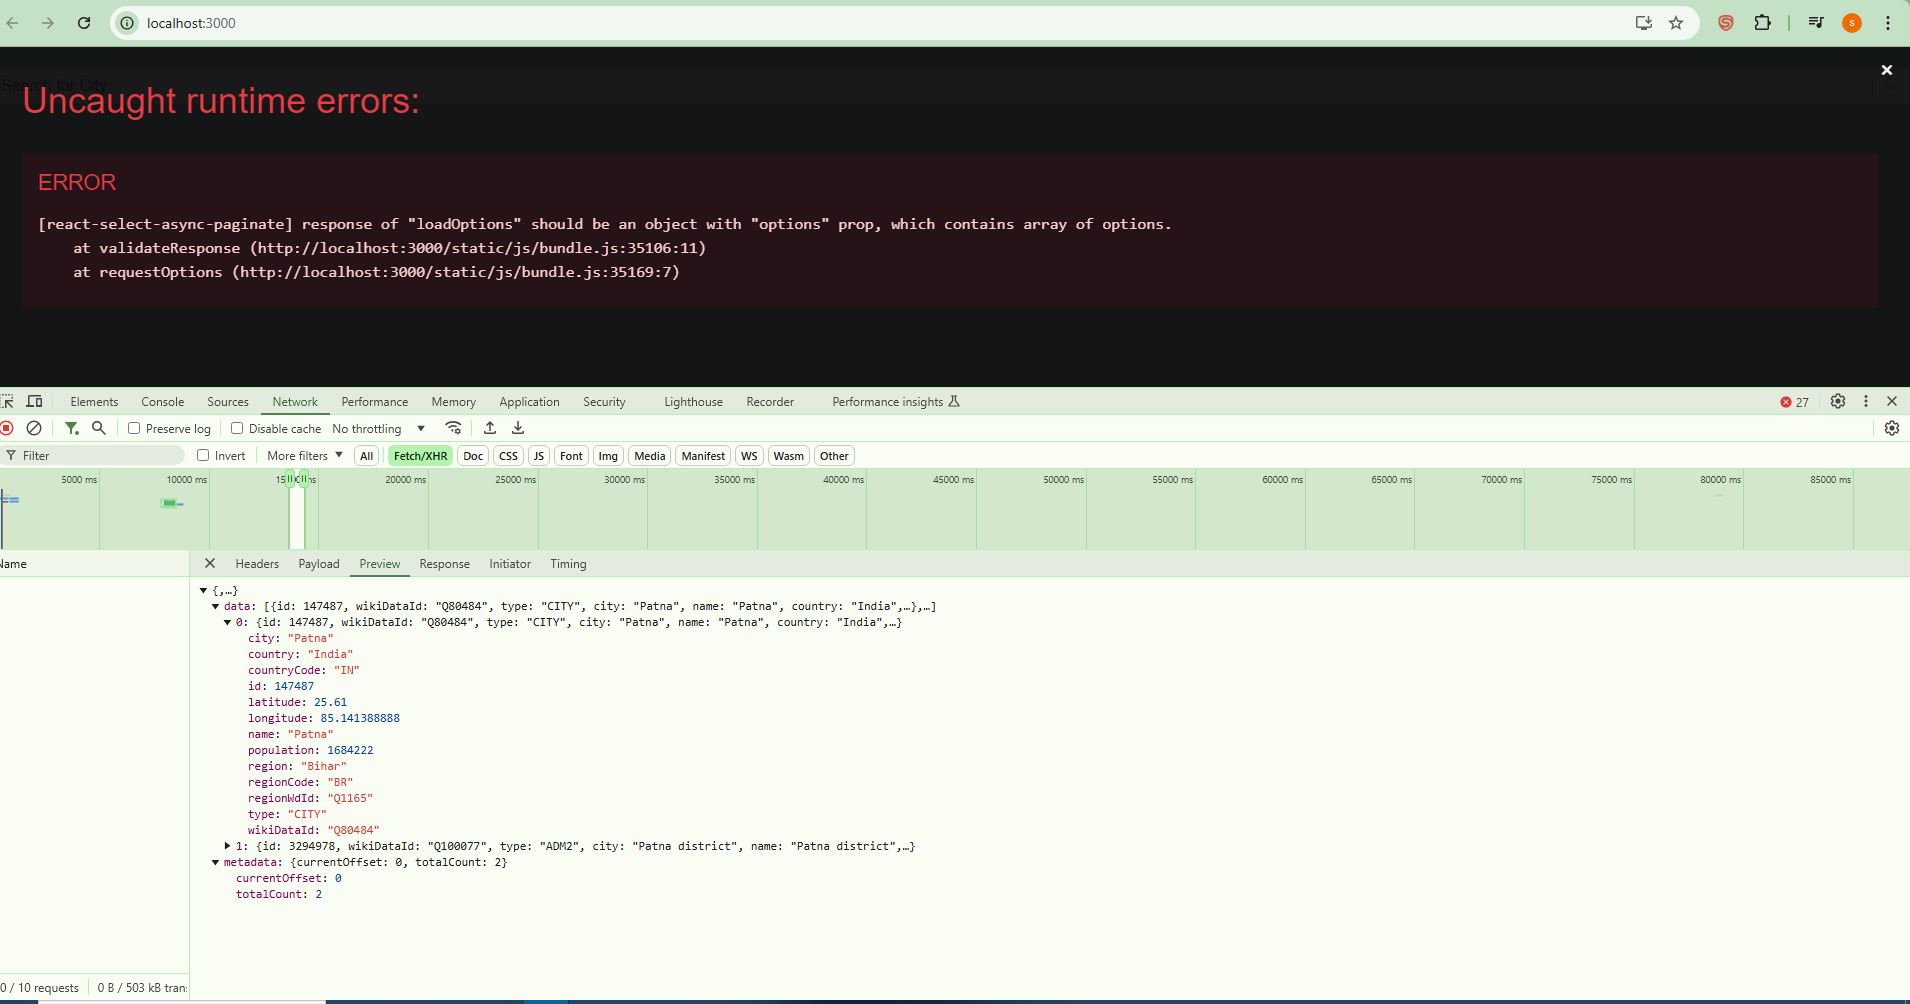 localhost:3000
S
Search for City
Uncaught runtime errors:
×
ERROR
[react-select-async-paginate] response of "loadOptions" should be an object with "options" prop, which contains array of options.
at validateResponse (http://localhost:3000/static/js/bundle.js:35106:11)
at requestOptions (http://localhost:3000/static/js/bundle.js:35169:7)
Elements Console Sources Network Performance Memory Application Security Lighthouse Recorder Performance insights 27
Preserve log Disable cache No throttling
Filter Invert More filters All Fetch/XHR Doc CSS JS Font Img Media Manifest WS Wasm Other
5000 ms 10000 ms 20000 ms 25000 ms 30000 ms 35000 ms 40000 ms 45000 ms 50000 ms 55000 ms 60000 ms 65000 ms 70000 ms 75000 ms 80000 ms 85000 ms
Name Headers Payload Preview Response Initiator Timing
{,…}
data: [{id: 147487, wikiDataId: "Q80484", type: "CITY", city: "Patna", name: "Patna", country: "India",…},…]
0: {id: 147487, wikiDataId: "Q80484", type: "CITY", city: "Patna", name: "Patna", country: "India",…}
city: "Patna"
country: "India"
countryCode: "IN"
id: 147487
latitude: 25.61
longitude: 85.141388888
name: "Patna"
population: 1684222
region: "Bihar"
regionCode: "BR"
regionWdId: "Q1165"
type: "CITY"
wikiDataId: "Q80484"
1: {id: 3294978, wikiDataId: "Q100077", type: "ADM2", city: "Patna district", name: "Patna district",…}
metadata: {currentOffset: 0, totalCount: 2}
currentOffset: 0
totalCount: 2
0 / 10 requests 0 B / 503 kB tran